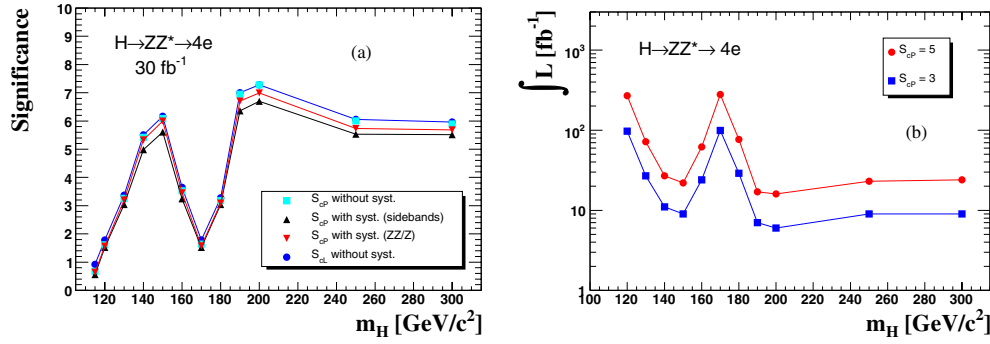 Significance
10
9
8
7
6
5
4
3
2
1
0
H→ZZ*→4e
30 fb⁻¹
(a)
S_cP without syst.
S_cP with syst. (sidebands)
S_cP with syst. (ZZ/Z)
S_cL without syst.
120 140 160 180 200 220 240 260 280 300
m_H [GeV/c²]
∫L [fb⁻¹]
10³
10²
10
1
H→ZZ*→ 4e
S_cP = 5
S_cP = 3
(b)
100 120 140 160 180 200 220 240 260 280 300
m_H [GeV/c²]